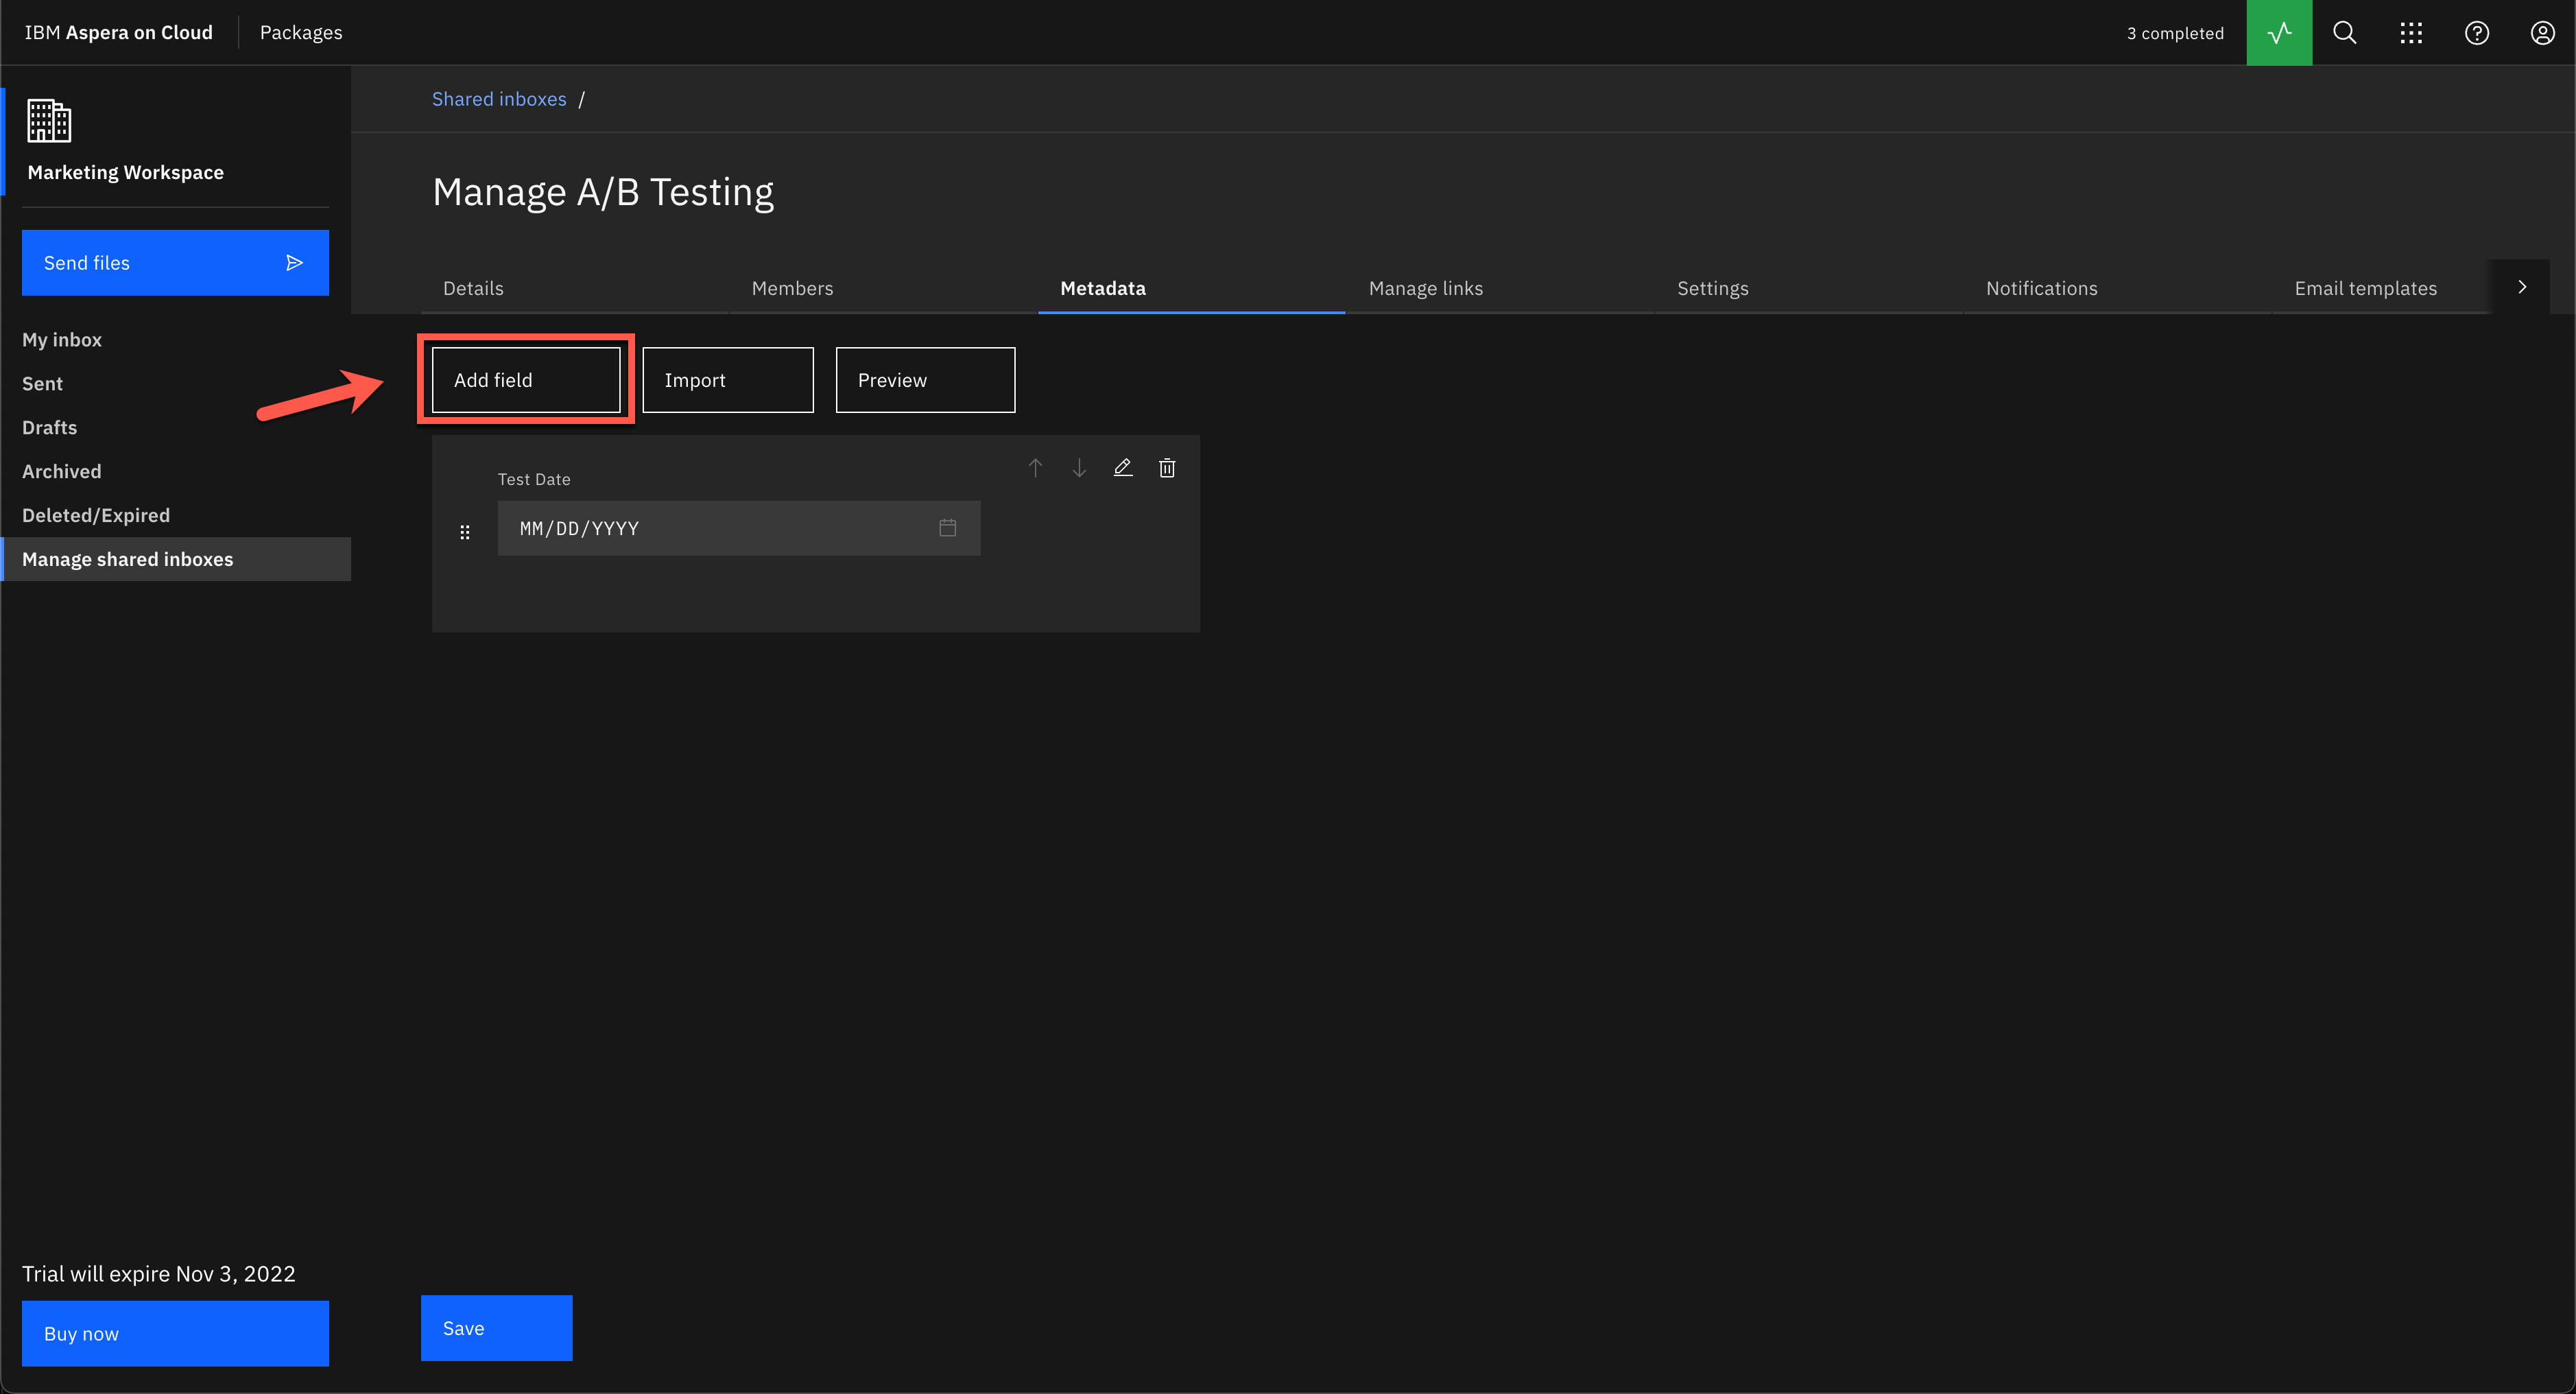 IBM Aspera on Cloud
Packages
3 completed
Marketing Workspace
Send files
My inbox
Sent
Drafts
Archived
Deleted/Expired
Manage shared inboxes
Trial will expire Nov 3, 2022
Buy now
Shared inboxes /
Manage A/B Testing
Details
Members
Metadata
Manage links
Settings
Notifications
Email templates
Add field
Import
Preview
Test Date
MM/DD/YYYY
Save